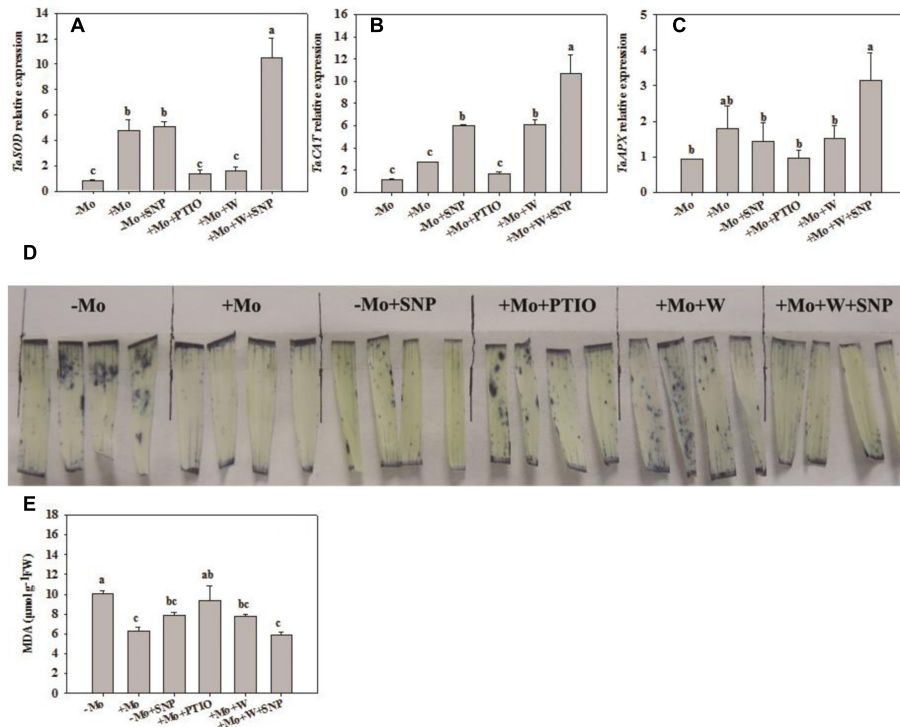 A
TaSOD relative expression
14
12
10
8
6
4
2
0
c
b
b
c
c
a
-Mo
+Mo
-Mo+SNP
+Mo+PTIO
+Mo+W
+Mo+W+SNP
B
TaCAT relative expression
16
14
12
10
8
6
4
2
0
c
c
b
c
b
a
-Mo
+Mo
-Mo+SNP
+Mo+PTIO
+Mo+W
+Mo+W+SNP
C
TaAPX relative expression
5
4
3
2
1
0
b
ab
b
b
b
a
-Mo
+Mo
-Mo+SNP
+Mo+PTIO
+Mo+W
+Mo+W+SNP
D
-Mo +Mo -Mo+SNP +Mo+PTIO +Mo+W +Mo+W+SNP
E
MDA (μmol g-1FW)
18
16
14
12
10
8
6
4
2
0
a
c
bc
ab
bc
c
-Mo
+Mo
-Mo+SNP
+Mo+PTIO
+Mo+W
+Mo+W+SNP